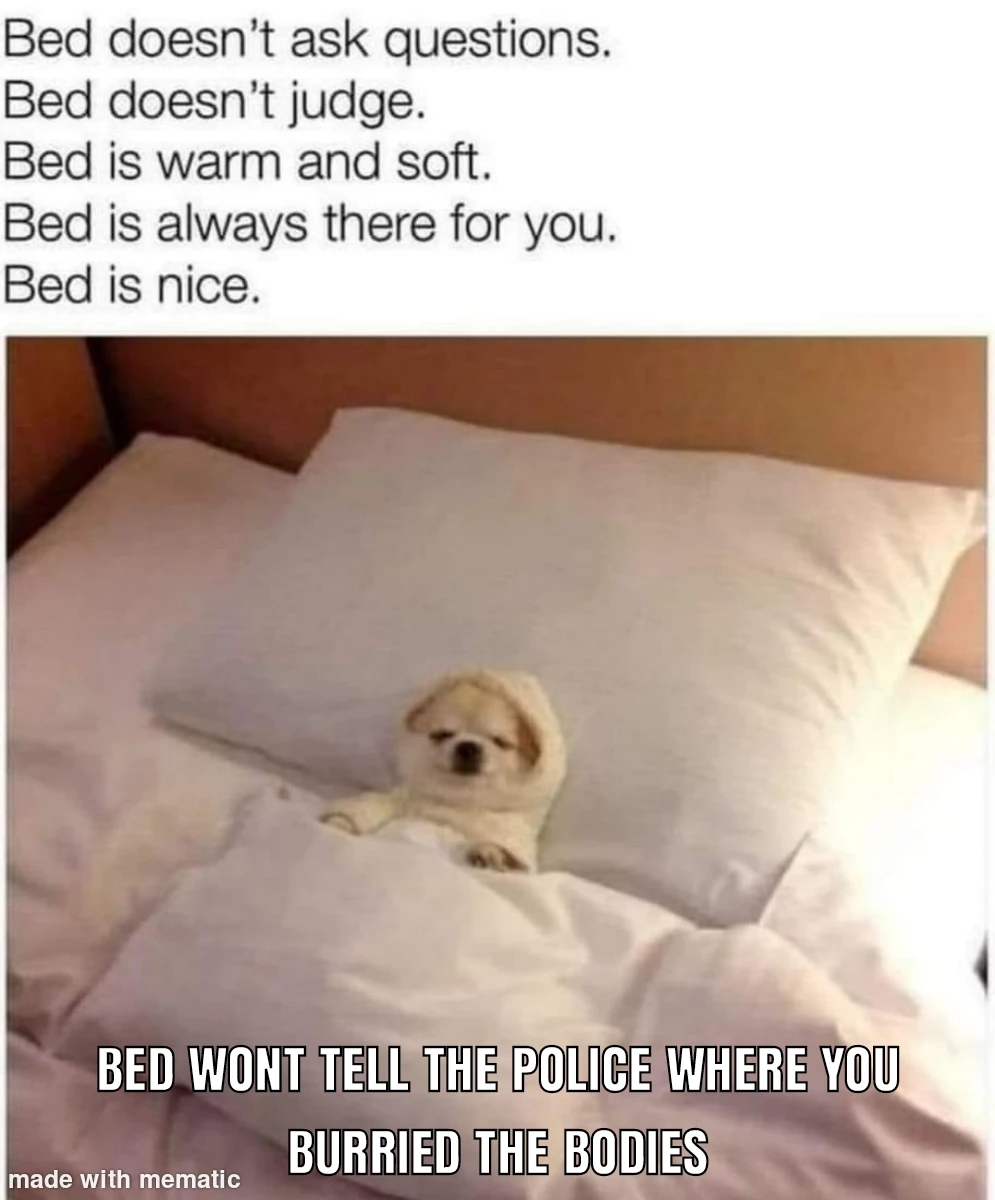 Bed doesn't ask questions.
Bed doesn't judge.
Bed is warm and soft.
Bed is always there for you.
Bed is nice.
BED WONT TELL THE POLICE WHERE YOU
BURRIED THE BODIES
made with mematic